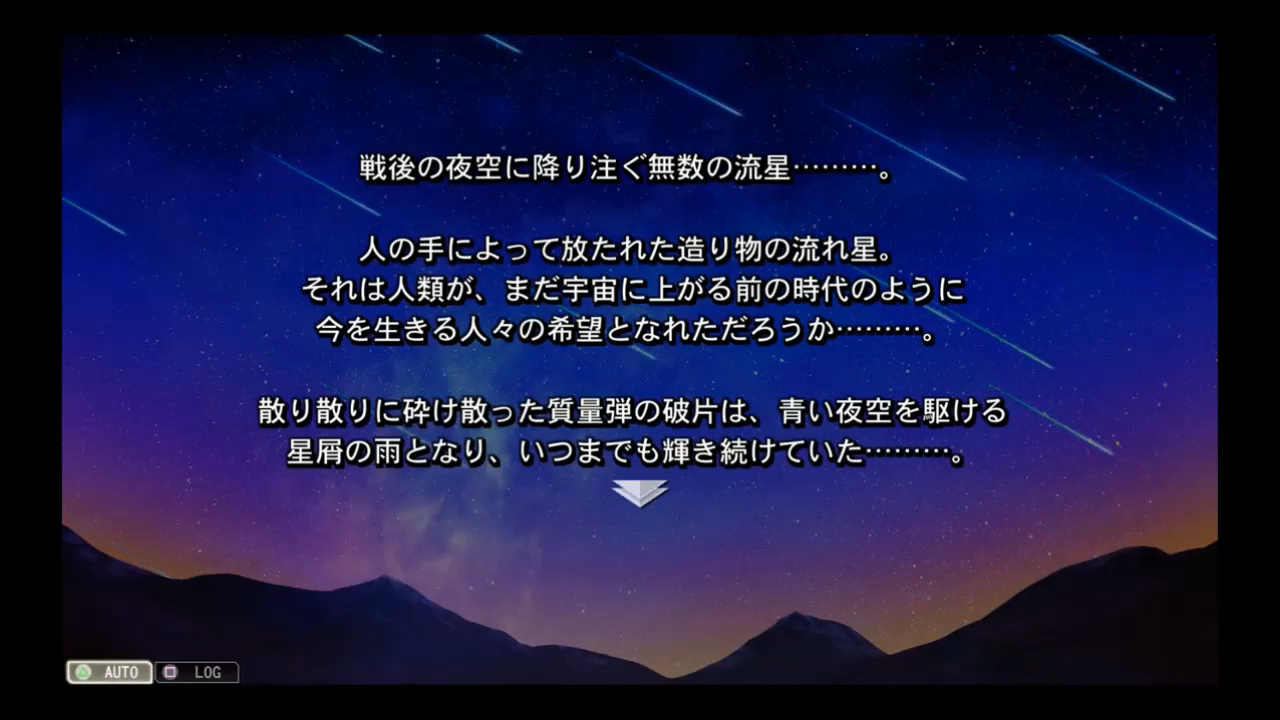 戦後の夜空に降り注ぐ無数の流星………。
人の手によって放たれた造り物の流れ星。
それは人類が、まだ宇宙に上がる前の時代のように
今を生きる人々の希望となれただろうか………。
散り散りに砕け散った質量弾の破片は、青い夜空を駆ける
星屑の雨となり、いつまでも輝き続けていた………。
AUTO LOG